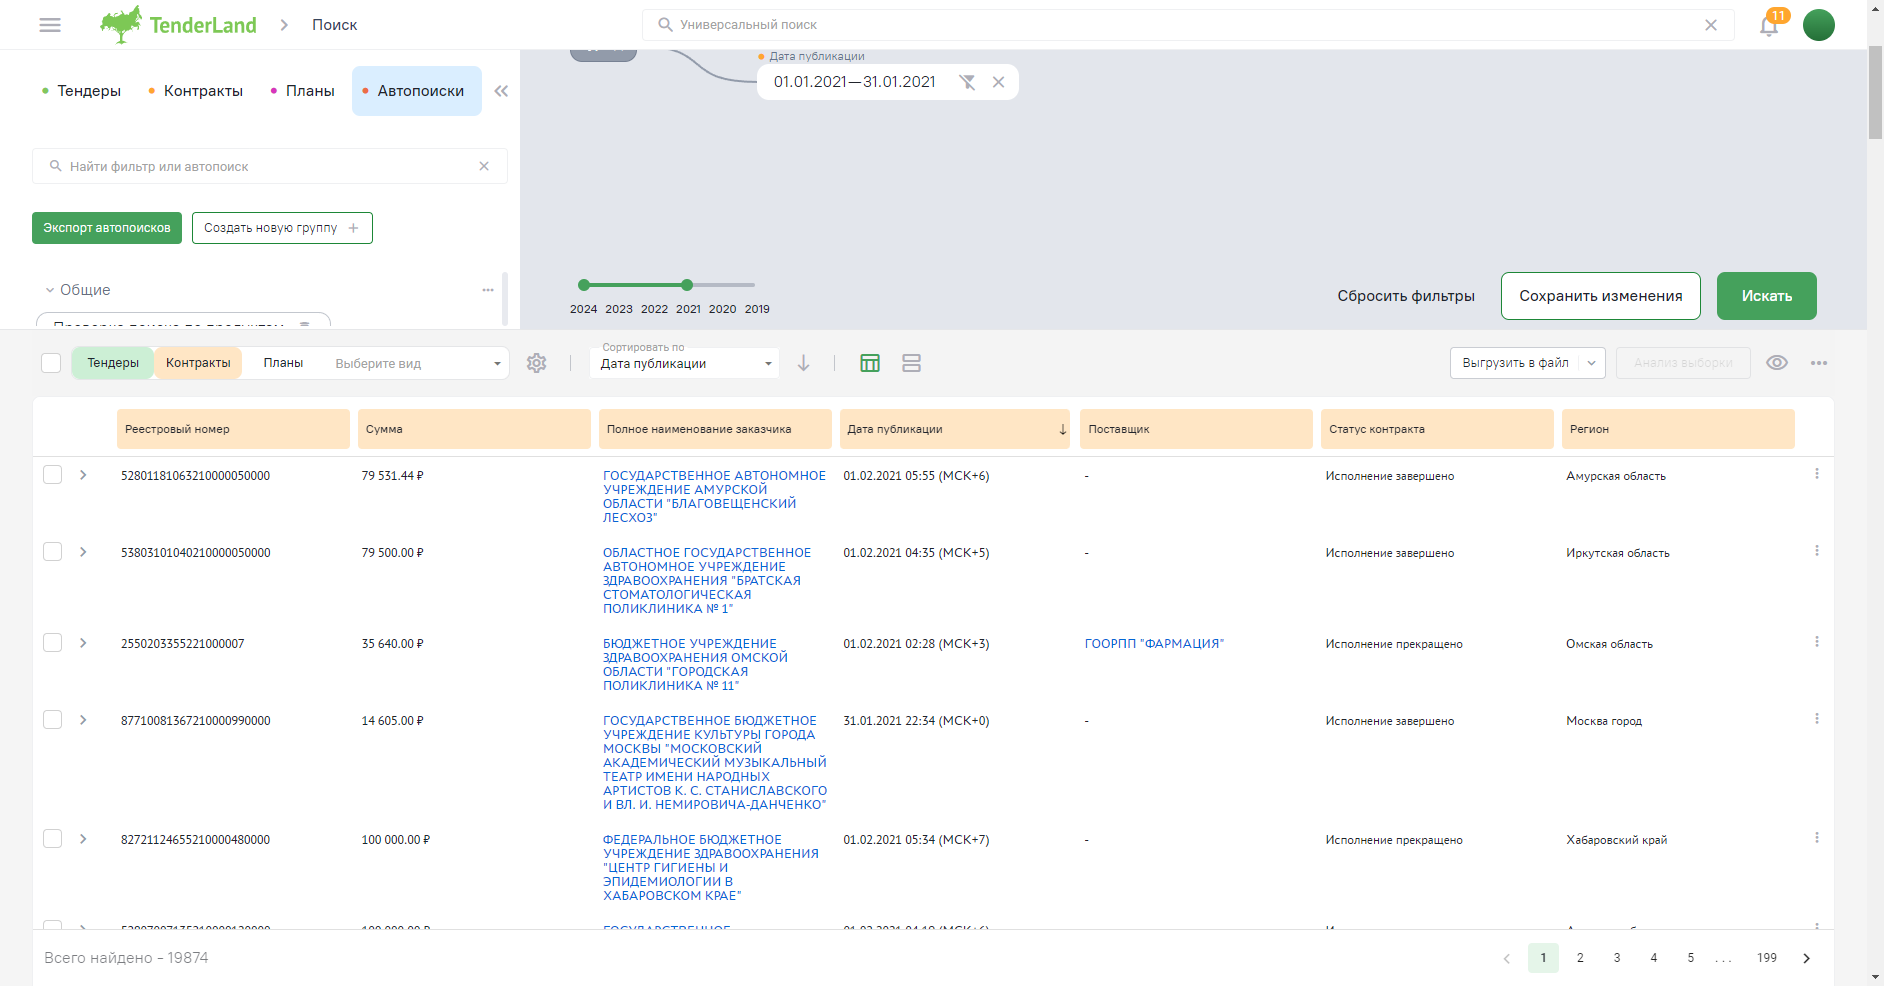 TenderLand
Поиск
Универсальный поиск
11
Тендеры
Контракты
Планы
Автопоиски
Найти фильтр или автопоиск
Экспорт автопоисков
Создать новую группу +
Общие
Проверка поиска по продуктам
Дата публикации
01.01.2021—31.01.2021
2024 2023 2022 2021 2020 2019
Сбросить фильтры
Сохранить изменения
Искать
Тендеры
Контракты
Планы
Выберите вид
Сортировать по
Дата публикации
Выгрузить в файл
Анализ выборки
Реестровый номер
Сумма
Полное наименование заказчика
Дата публикации
Поставщик
Статус контракта
Регион
52801181063210000050000
79 531.44 ₽
ГОСУДАРСТВЕННОЕ АВТОНОМНОЕ
УЧРЕЖДЕНИЕ АМУРСКОЙ
ОБЛАСТИ "БЛАГОВЕЩЕНСКИЙ
ЛЕСХОЗ"
01.02.2021 05:55 (МСК+6)
-
Исполнение завершено
Амурская область
53803101040210000050000
79 500.00 ₽
ОБЛАСТНОЕ ГОСУДАРСТВЕННОЕ
АВТОНОМНОЕ УЧРЕЖДЕНИЕ
ЗДРАВООХРАНЕНИЯ "БРАТСКАЯ
СТОМАТОЛОГИЧЕСКАЯ
ПОЛИКЛИНИКА № 1"
01.02.2021 04:35 (МСК+5)
-
Исполнение завершено
Иркутская область
2550203355221000007
35 640.00 ₽
БЮДЖЕТНОЕ УЧРЕЖДЕНИЕ
ЗДРАВООХРАНЕНИЯ ОМСКОЙ
ОБЛАСТИ "ГОРОДСКАЯ
ПОЛИКЛИНИКА № 11"
01.02.2021 02:28 (МСК+3)
ГООРПП "ФАРМАЦИЯ"
Исполнение прекращено
Омская область
87710081367210000990000
14 605.00 ₽
ГОСУДАРСТВЕННОЕ БЮДЖЕТНОЕ
УЧРЕЖДЕНИЕ КУЛЬТУРЫ ГОРОДА
МОСКВЫ "МОСКОВСКИЙ
АКАДЕМИЧЕСКИЙ МУЗЫКАЛЬНЫЙ
ТЕАТР ИМЕНИ НАРОДНЫХ
АРТИСТОВ К. С. СТАНИСЛАВСКОГО
И ВЛ. И. НЕМИРОВИЧА-ДАНЧЕНКО"
31.01.2021 22:34 (МСК+0)
-
Исполнение завершено
Москва город
82721124655210000480000
100 000.00 ₽
ФЕДЕРАЛЬНОЕ БЮДЖЕТНОЕ
УЧРЕЖДЕНИЕ ЗДРАВООХРАНЕНИЯ
"ЦЕНТР ГИГИЕНЫ И
ЭПИДЕМИОЛОГИИ В
ХАБАРОВСКОМ КРАЕ"
01.02.2021 05:34 (МСК+7)
-
Исполнение прекращено
Хабаровский край
ГОСУДАРСТВЕННОЕ
Всего найдено - 19874
1 2 3 4 5 ... 199